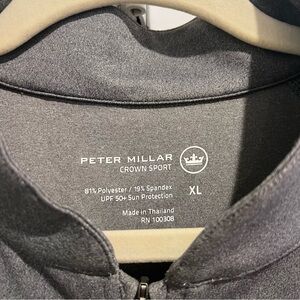 PETER MILLAR
CROWN SPORT
81% Polyester / 19% Spandex
UPF 50+ Sun Protection
XL
Made in Thailand
RN 100308